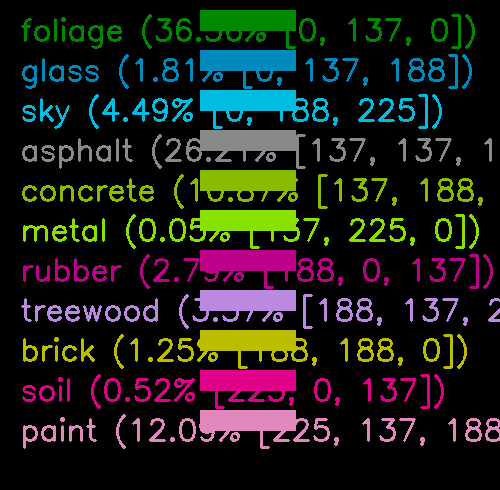 foliage (36.56% [0, 137, 0])
glass (1.81% [0, 137, 188])
sky (4.49% [0, 188, 225])
asphalt (26.21% [137, 137, 1
concrete (10.87% [137, 188,
metal (0.05% [137, 225, 0])
rubber (2.75% [188, 0, 137])
treewood (3.57% [188, 137, 2
brick (1.25% [188, 188, 0])
soil (0.52% [225, 0, 137])
paint (12.09% [225, 137, 188